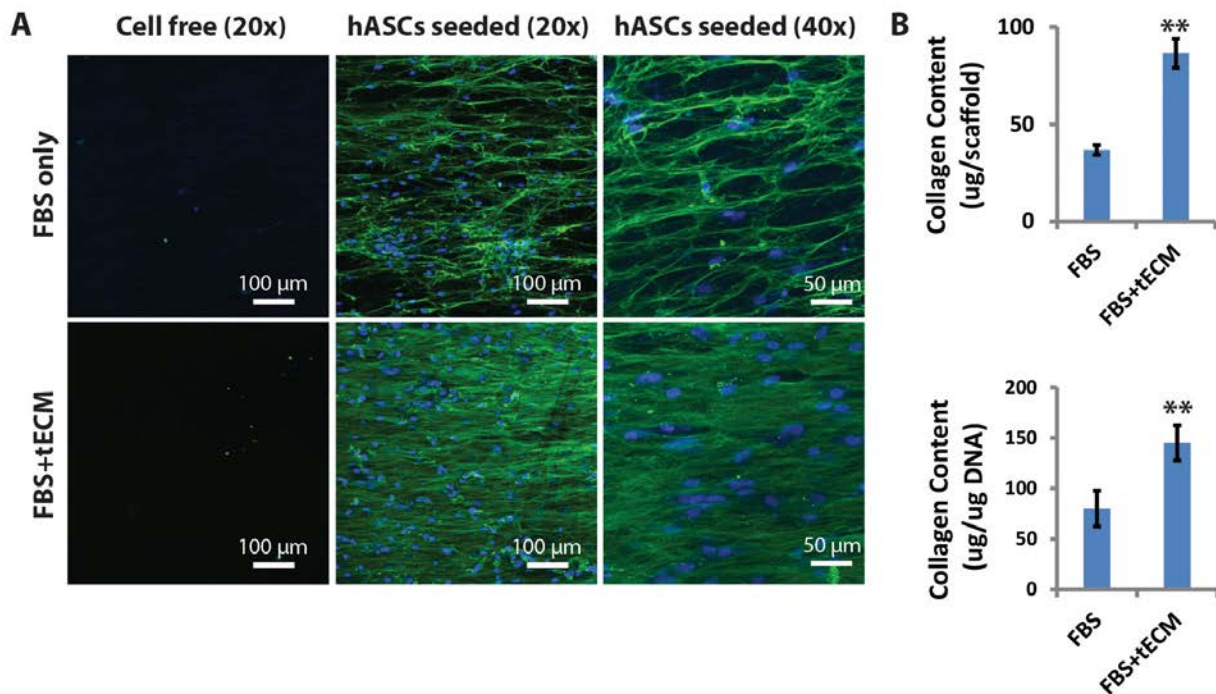 A
Cell free (20x)
hASCs seeded (20x)
hASCs seeded (40x)
FBS only
100 µm
100 µm
50 µm
FBS+tECM
100 µm
100 µm
50 µm
B
Collagen Content
(ug/scaffold)
100
50
0
**
FBS
FBS+tECM
Collagen Content
(ug/ug DNA)
200
150
100
50
0
**
FBS
FBS+tECM